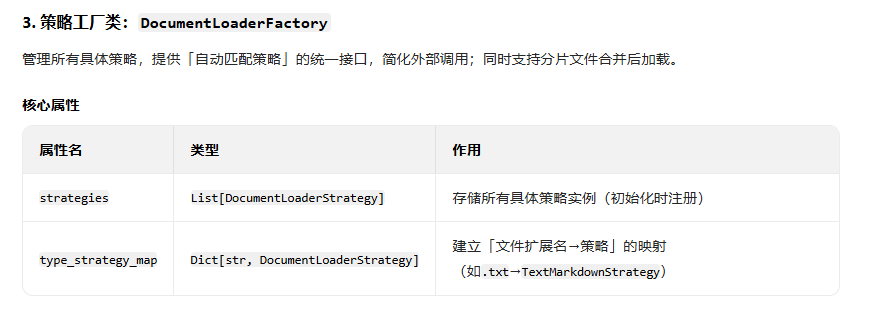 3. 策略工厂类：DocumentLoaderFactory
管理所有具体策略，提供「自动匹配策略」的统一接口，简化外部调用；同时支持分片文件合并后加载。
核心属性
属性名 类型 作用
strategies List[DocumentLoaderStrategy] 存储所有具体策略实例（初始化时注册）
type_strategy_map Dict[str, DocumentLoaderStrategy] 建立「文件扩展名→策略」的映射
（如.txt→TextMarkdownStrategy）